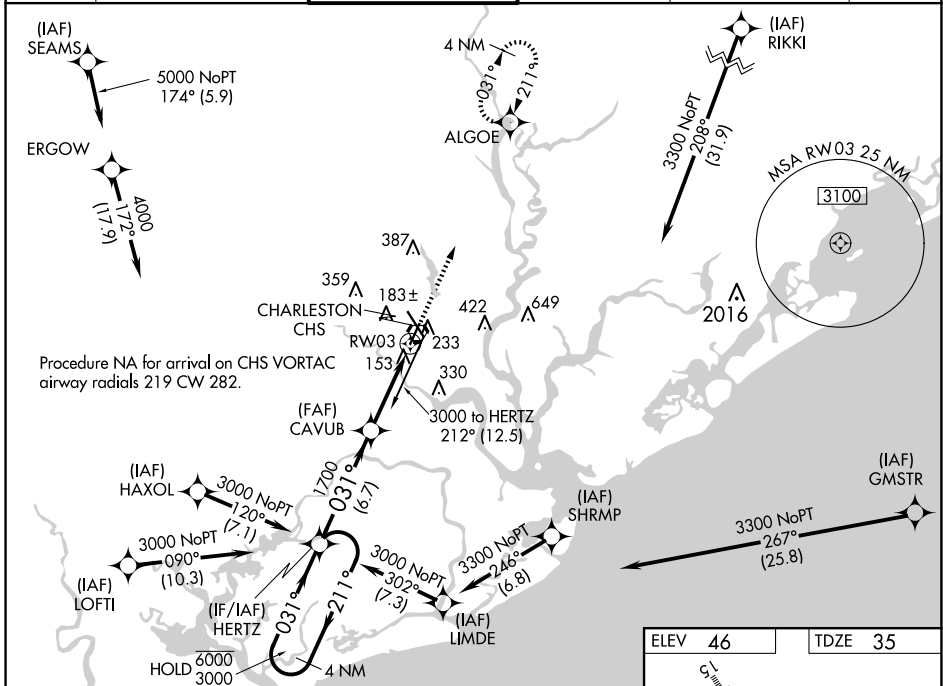 (IAF)
SEAMS
5000 NoPT
174° (5.9)
ERGOW
4000
172°
(17.9)
4 NM
031°
211°
ALGOE
(IAF)
RIKKI
3300 NoPT
208°
(31.9)
MSA RW03 25 NM
3100
387
359
183±
CHARLESTON
CHS
RW03
153
233
422
649
330
2016
Procedure NA for arrival on CHS VORTAC
airway radials 219 CW 282.
3000 to HERTZ
212° (12.5)
(FAF)
CAVUB
1700
031°
(6.7)
(IAF)
HAXOL
3000 NoPT
120°
(7.1)
(IAF)
LOFTI
3000 NoPT
090°
(10.3)
(IF/IAF)
HERTZ
031°
211°
HOLD 6000
3000
4 NM
3000 NoPT
302°
(7.3)
(IAF)
LIMDE
3300 NoPT
246°
(6.8)
(IAF)
SHRMP
(IAF)
GMSTR
3300 NoPT
267°
(25.8)
ELEV 46
TDZE 35
15